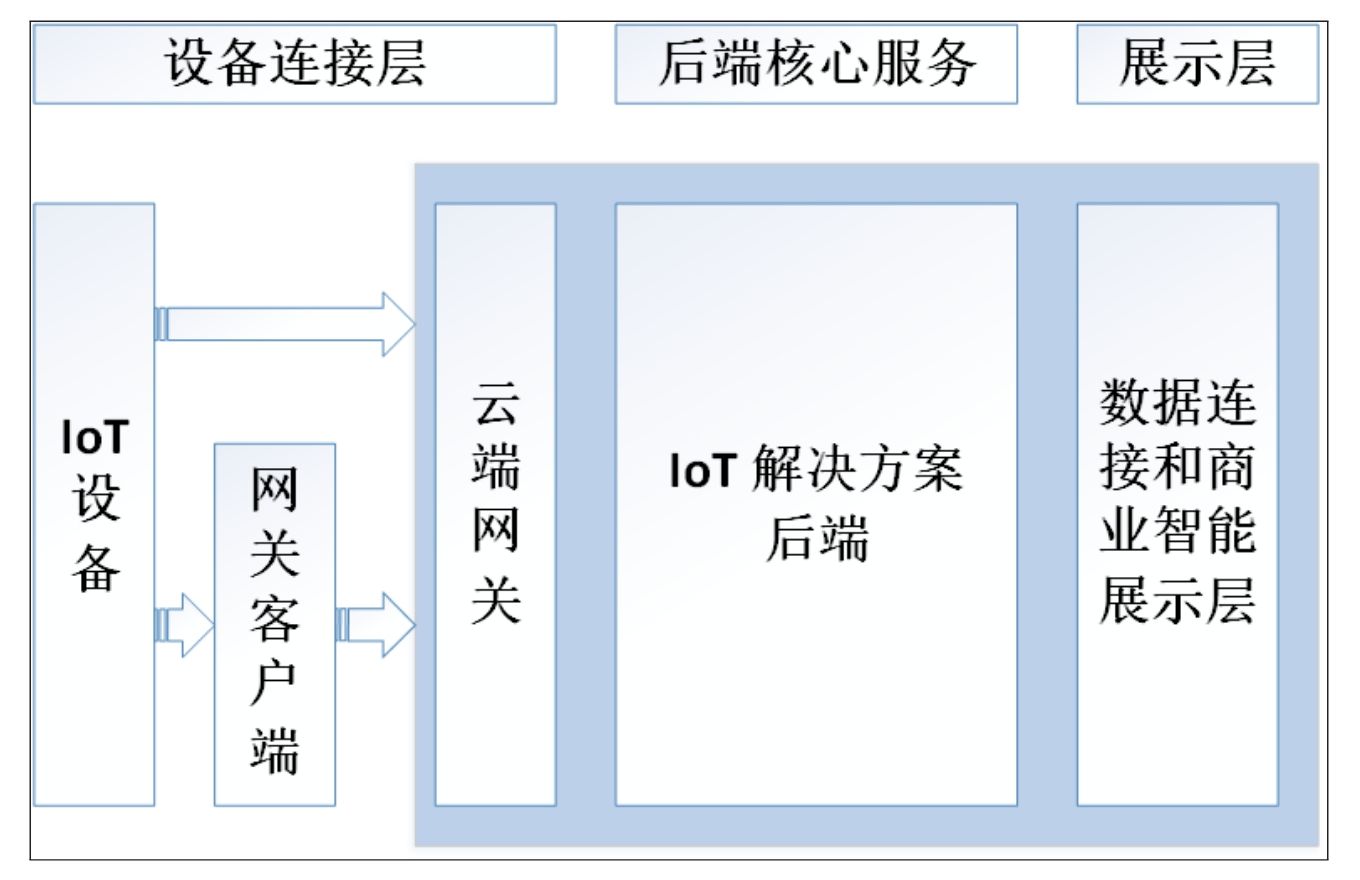 设备连接层
后端核心服务
展示层
IoT
设
备
网
关
客
户
端
云
端
网
关
IoT 解决方案
后端
数据连
接和商
业智能
展示层